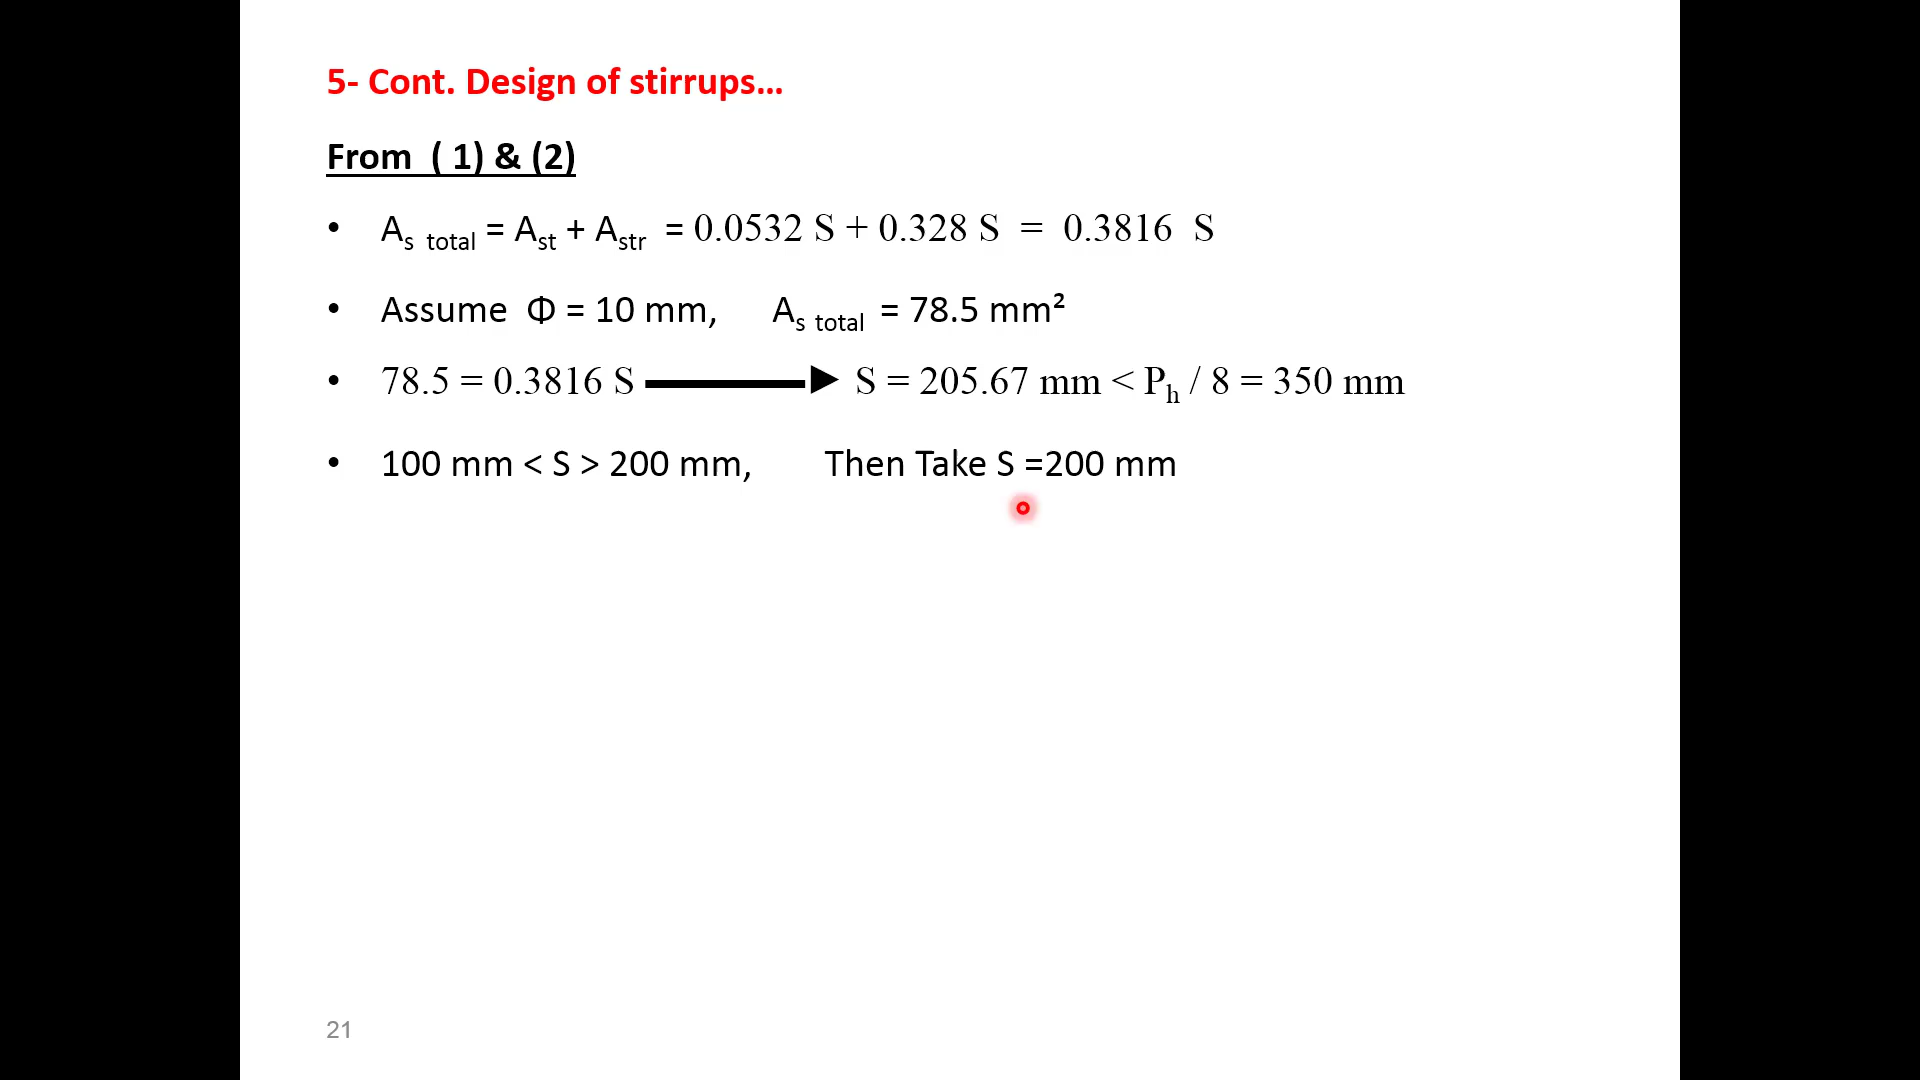 5- Cont. Design of stirrups...
From ( 1) & (2)
• As total = Ast + Astr = 0.0532 S + 0.328 S = 0.3816 S
• Assume Φ = 10 mm, As total = 78.5 mm²
• 78.5 = 0.3816 S S = 205.67 mm < Ph / 8 = 350 mm
• 100 mm < S > 200 mm, Then Take S =200 mm
21